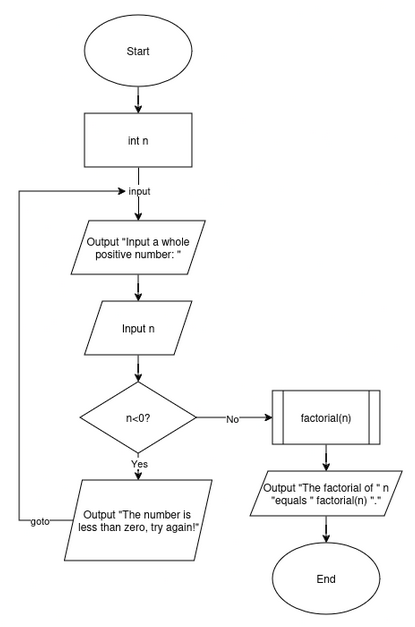 Start
int n
input
Output "Input a whole
positive number: "
Input n
n<0?
No
factorial(n)
Yes
Output "The number is
less than zero, try again!"
goto
Output "The factorial of " n
"equals " factorial(n) "."
End